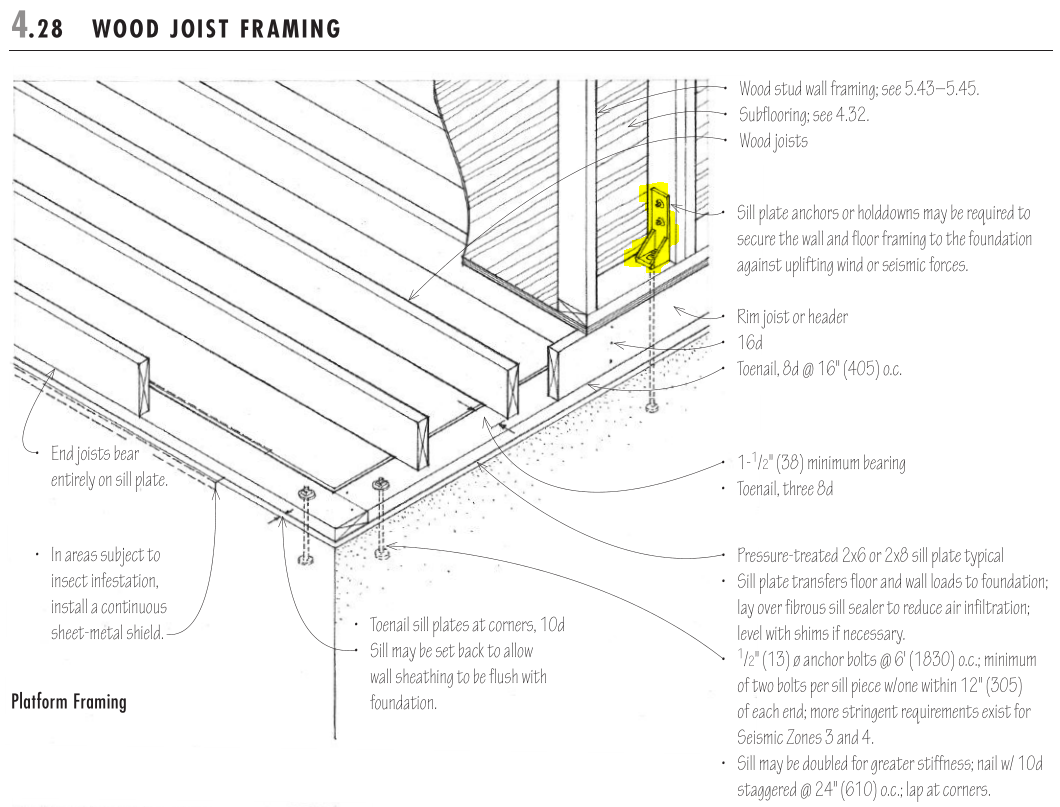 4.28 WOOD JOIST FRAMING
Wood stud wall framing; see 5.43–5.45.
Subflooring; see 4.32.
Wood joists
Sill plate anchors or holddowns may be required to
secure the wall and floor framing to the foundation
against uplifting wind or seismic forces.
Rim joist or header
16d
Toenail, 8d @ 16" (405) o.c.
End joists bear
entirely on sill plate.
1-1/2" (38) minimum bearing
Toenail, three 8d
In areas subject to
insect infestation,
install a continuous
sheet-metal shield.
Pressure-treated 2x6 or 2x8 sill plate typical
Sill plate transfers floor and wall loads to foundation;
lay over fibrous sill sealer to reduce air infiltration;
level with shims if necessary.
Toenail sill plates at corners, 10d
Sill may be set back to allow
wall sheathing to be flush with
foundation.
1/2" (13) ø anchor bolts @ 6' (1830) o.c.; minimum
of two bolts per sill piece w/one within 12" (305)
of each end; more stringent requirements exist for
Seismic Zones 3 and 4.
Sill may be doubled for greater stiffness; nail w/ 10d
staggered @ 24" (610) o.c.; lap at corners.
Platform Framing